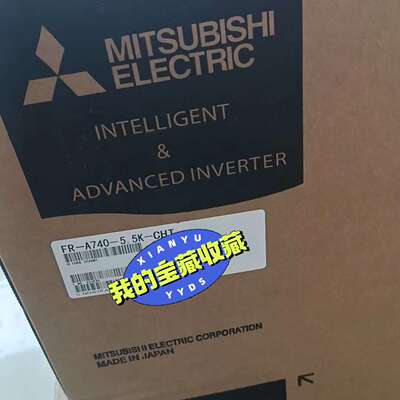 MITSUBISHI
ELECTRIC
INTELLIGENT
&
ADVANCED INVERTER
FR-A740-5.5K-CHT
XIANYU
我的宝藏收藏
YYDS
MITSUBISHI ELECTRIC CORPORATION
MADE IN JAPAN